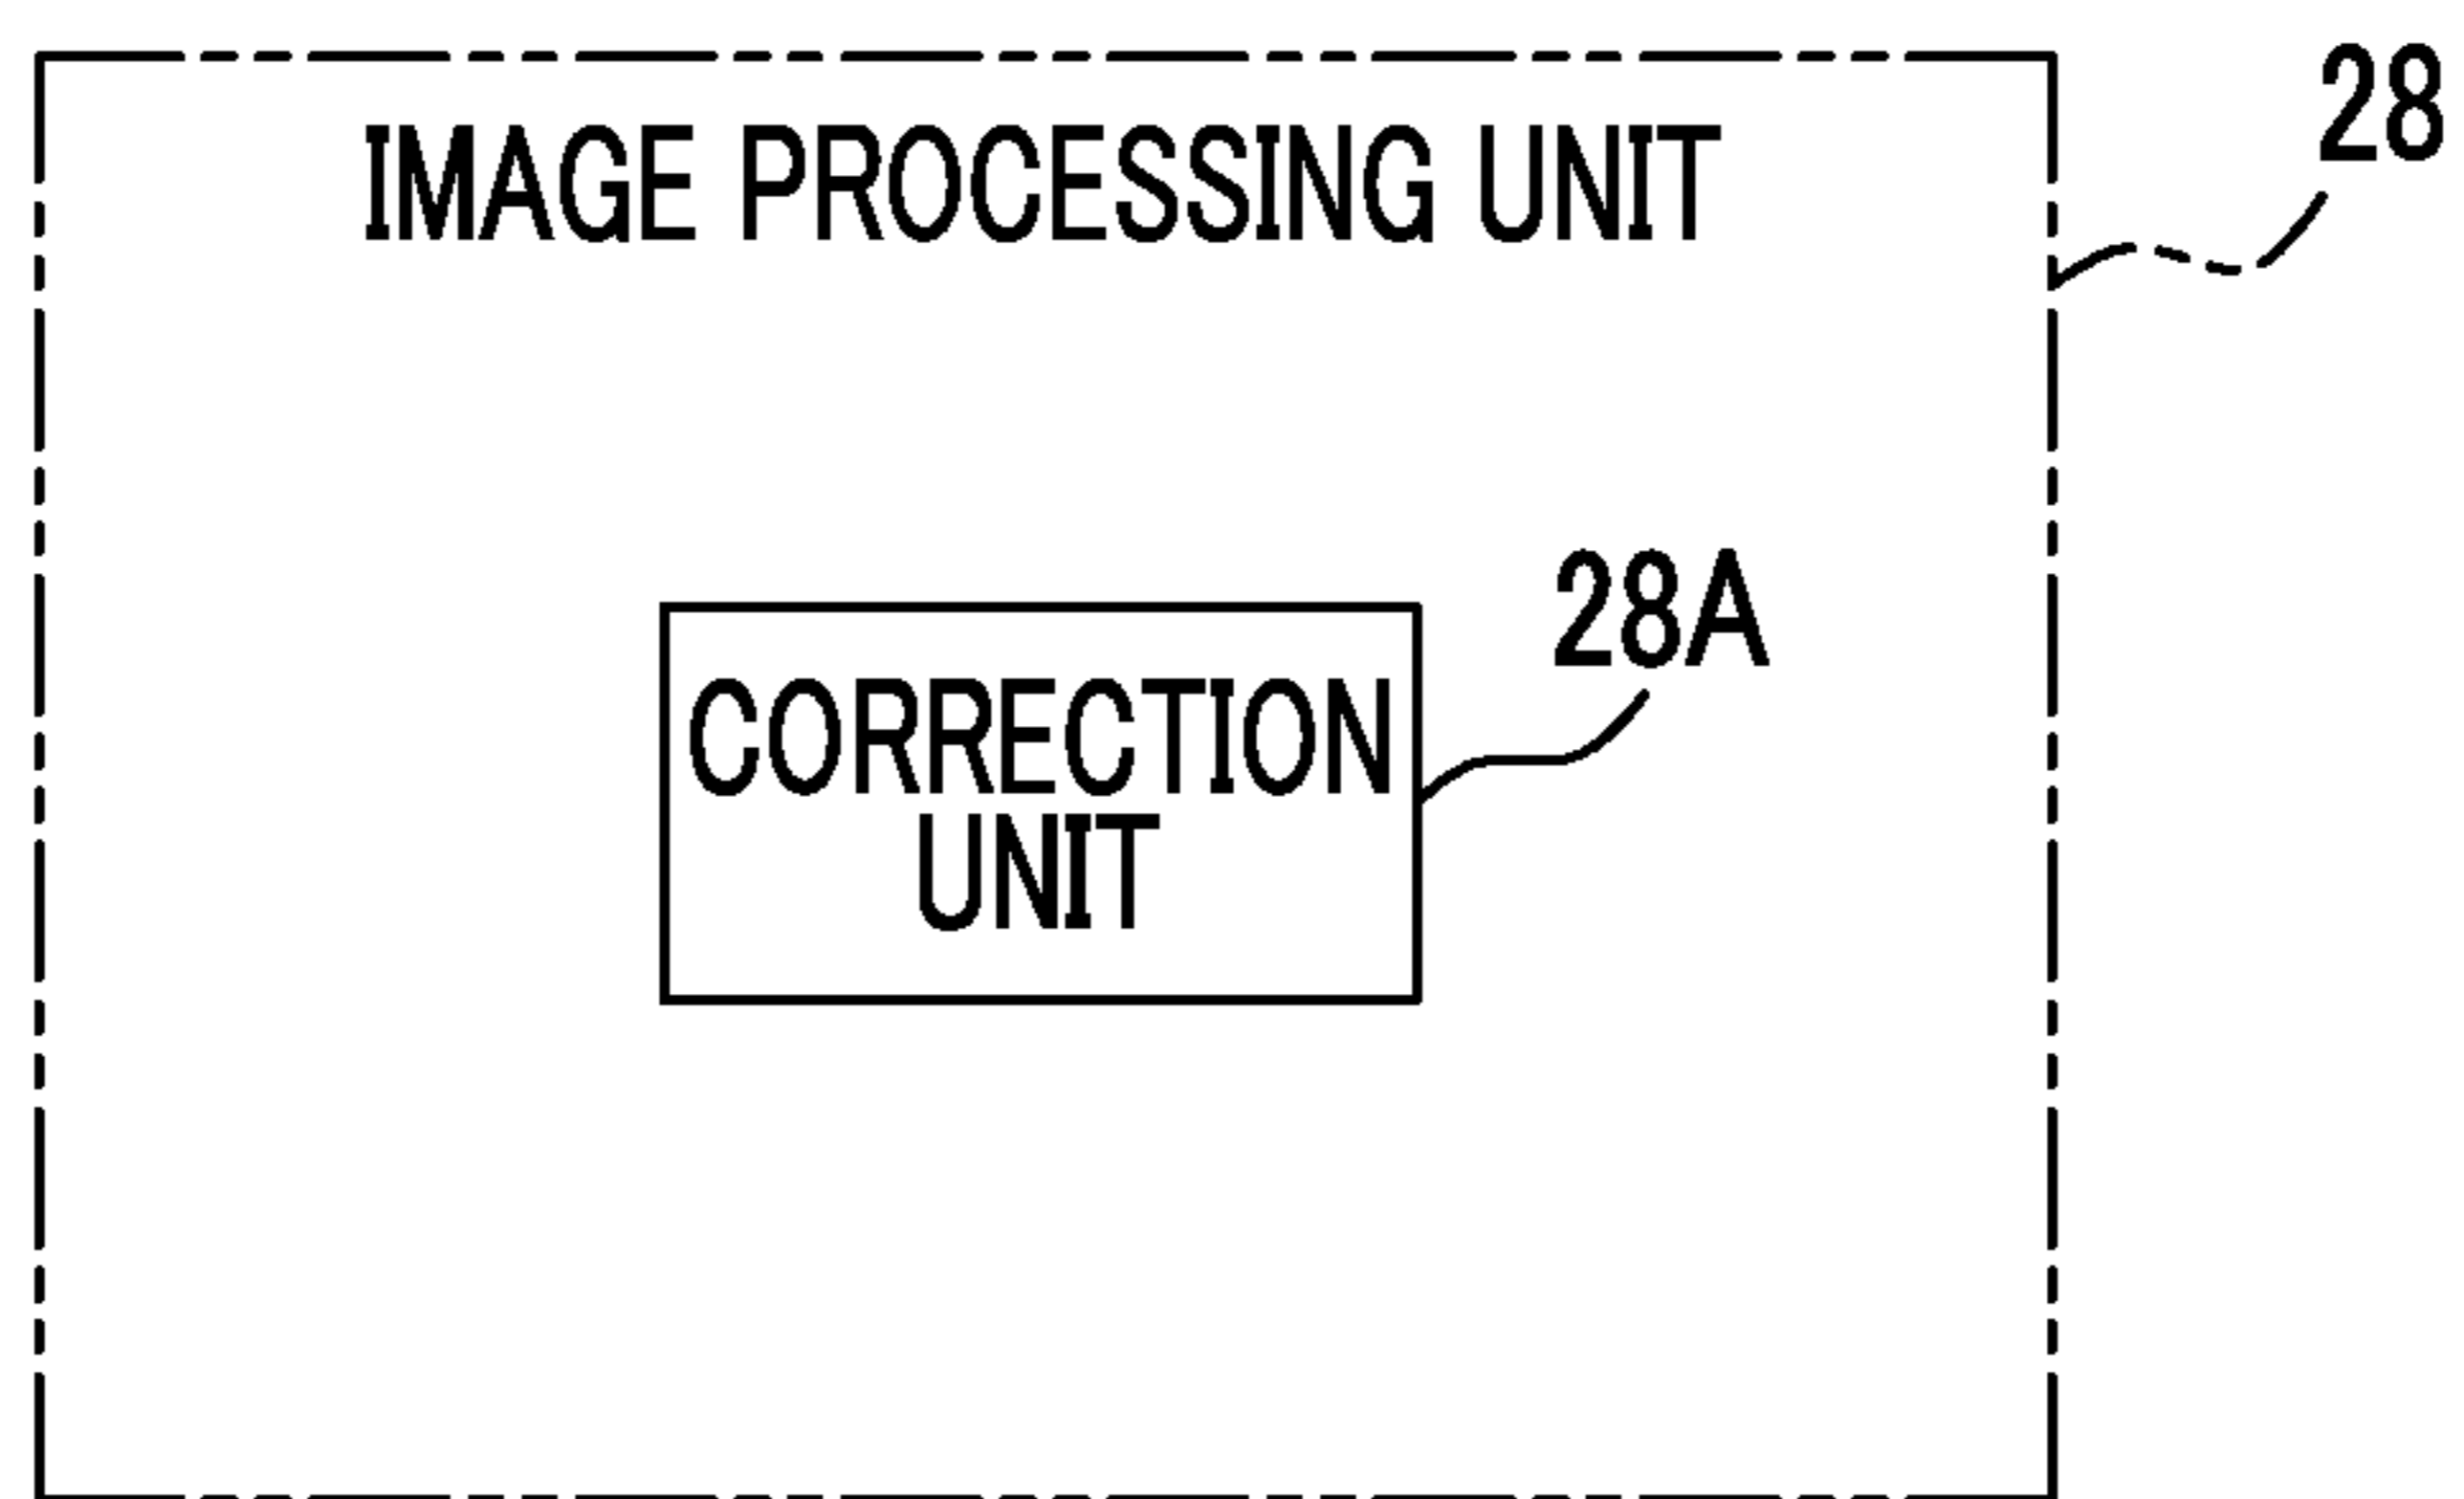 28
IMAGE PROCESSING UNIT
28A
CORRECTION
UNIT